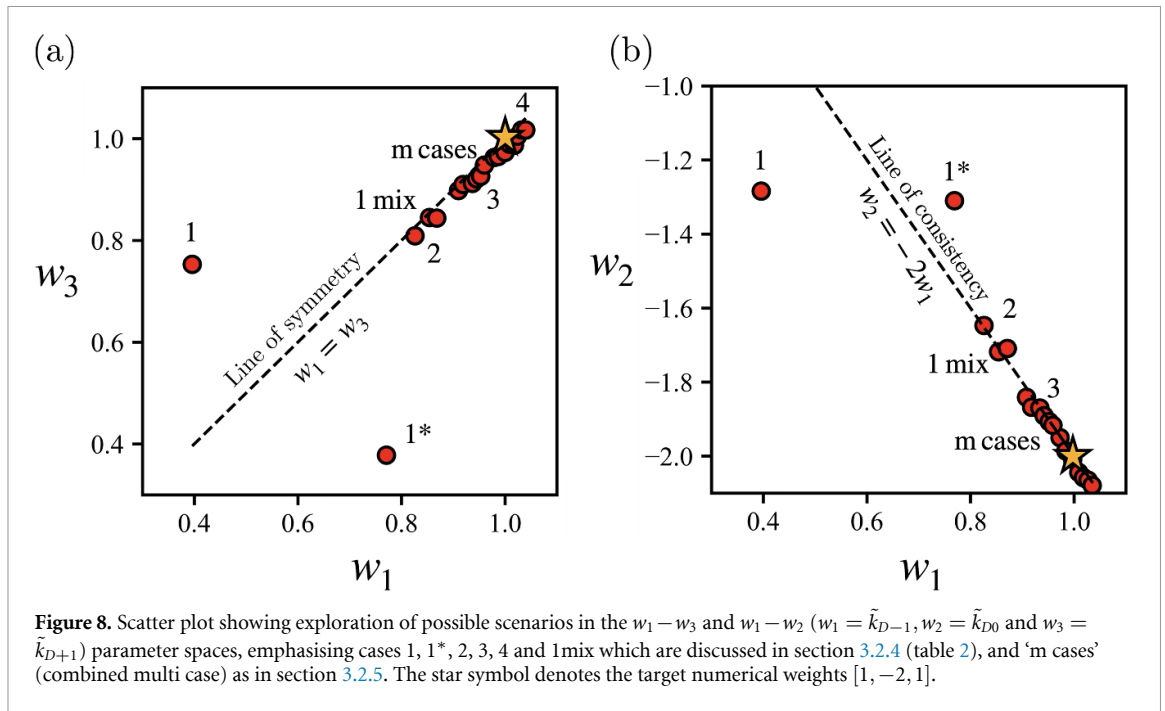 (a)
4
1.0
m cases
3
1 mix
2
1
0.8
w₃
Line of symmetry
w₁ = w₃
0.6
0.4
1*
0.4 0.6 0.8 1.0
w₁
(b)
−1.0
1
1*
−1.2
Line of consistency
w₂ = −2w₁
−1.4
w₂
−1.6
2
1 mix
−1.8
3
m cases
−2.0
0.4 0.6 0.8 1.0
w₁
Figure 8. Scatter plot showing exploration of possible scenarios in the w₁−w₃ and w₁−w₂ (w₁ = k̃_{D−1}, w₂ = k̃_{D0} and w₃ =
k̃_{D+1}) parameter spaces, emphasising cases 1, 1*, 2, 3, 4 and 1mix which are discussed in section 3.2.4 (table 2), and ‘m cases’
(combined multi case) as in section 3.2.5. The star symbol denotes the target numerical weights [1, −2, 1].